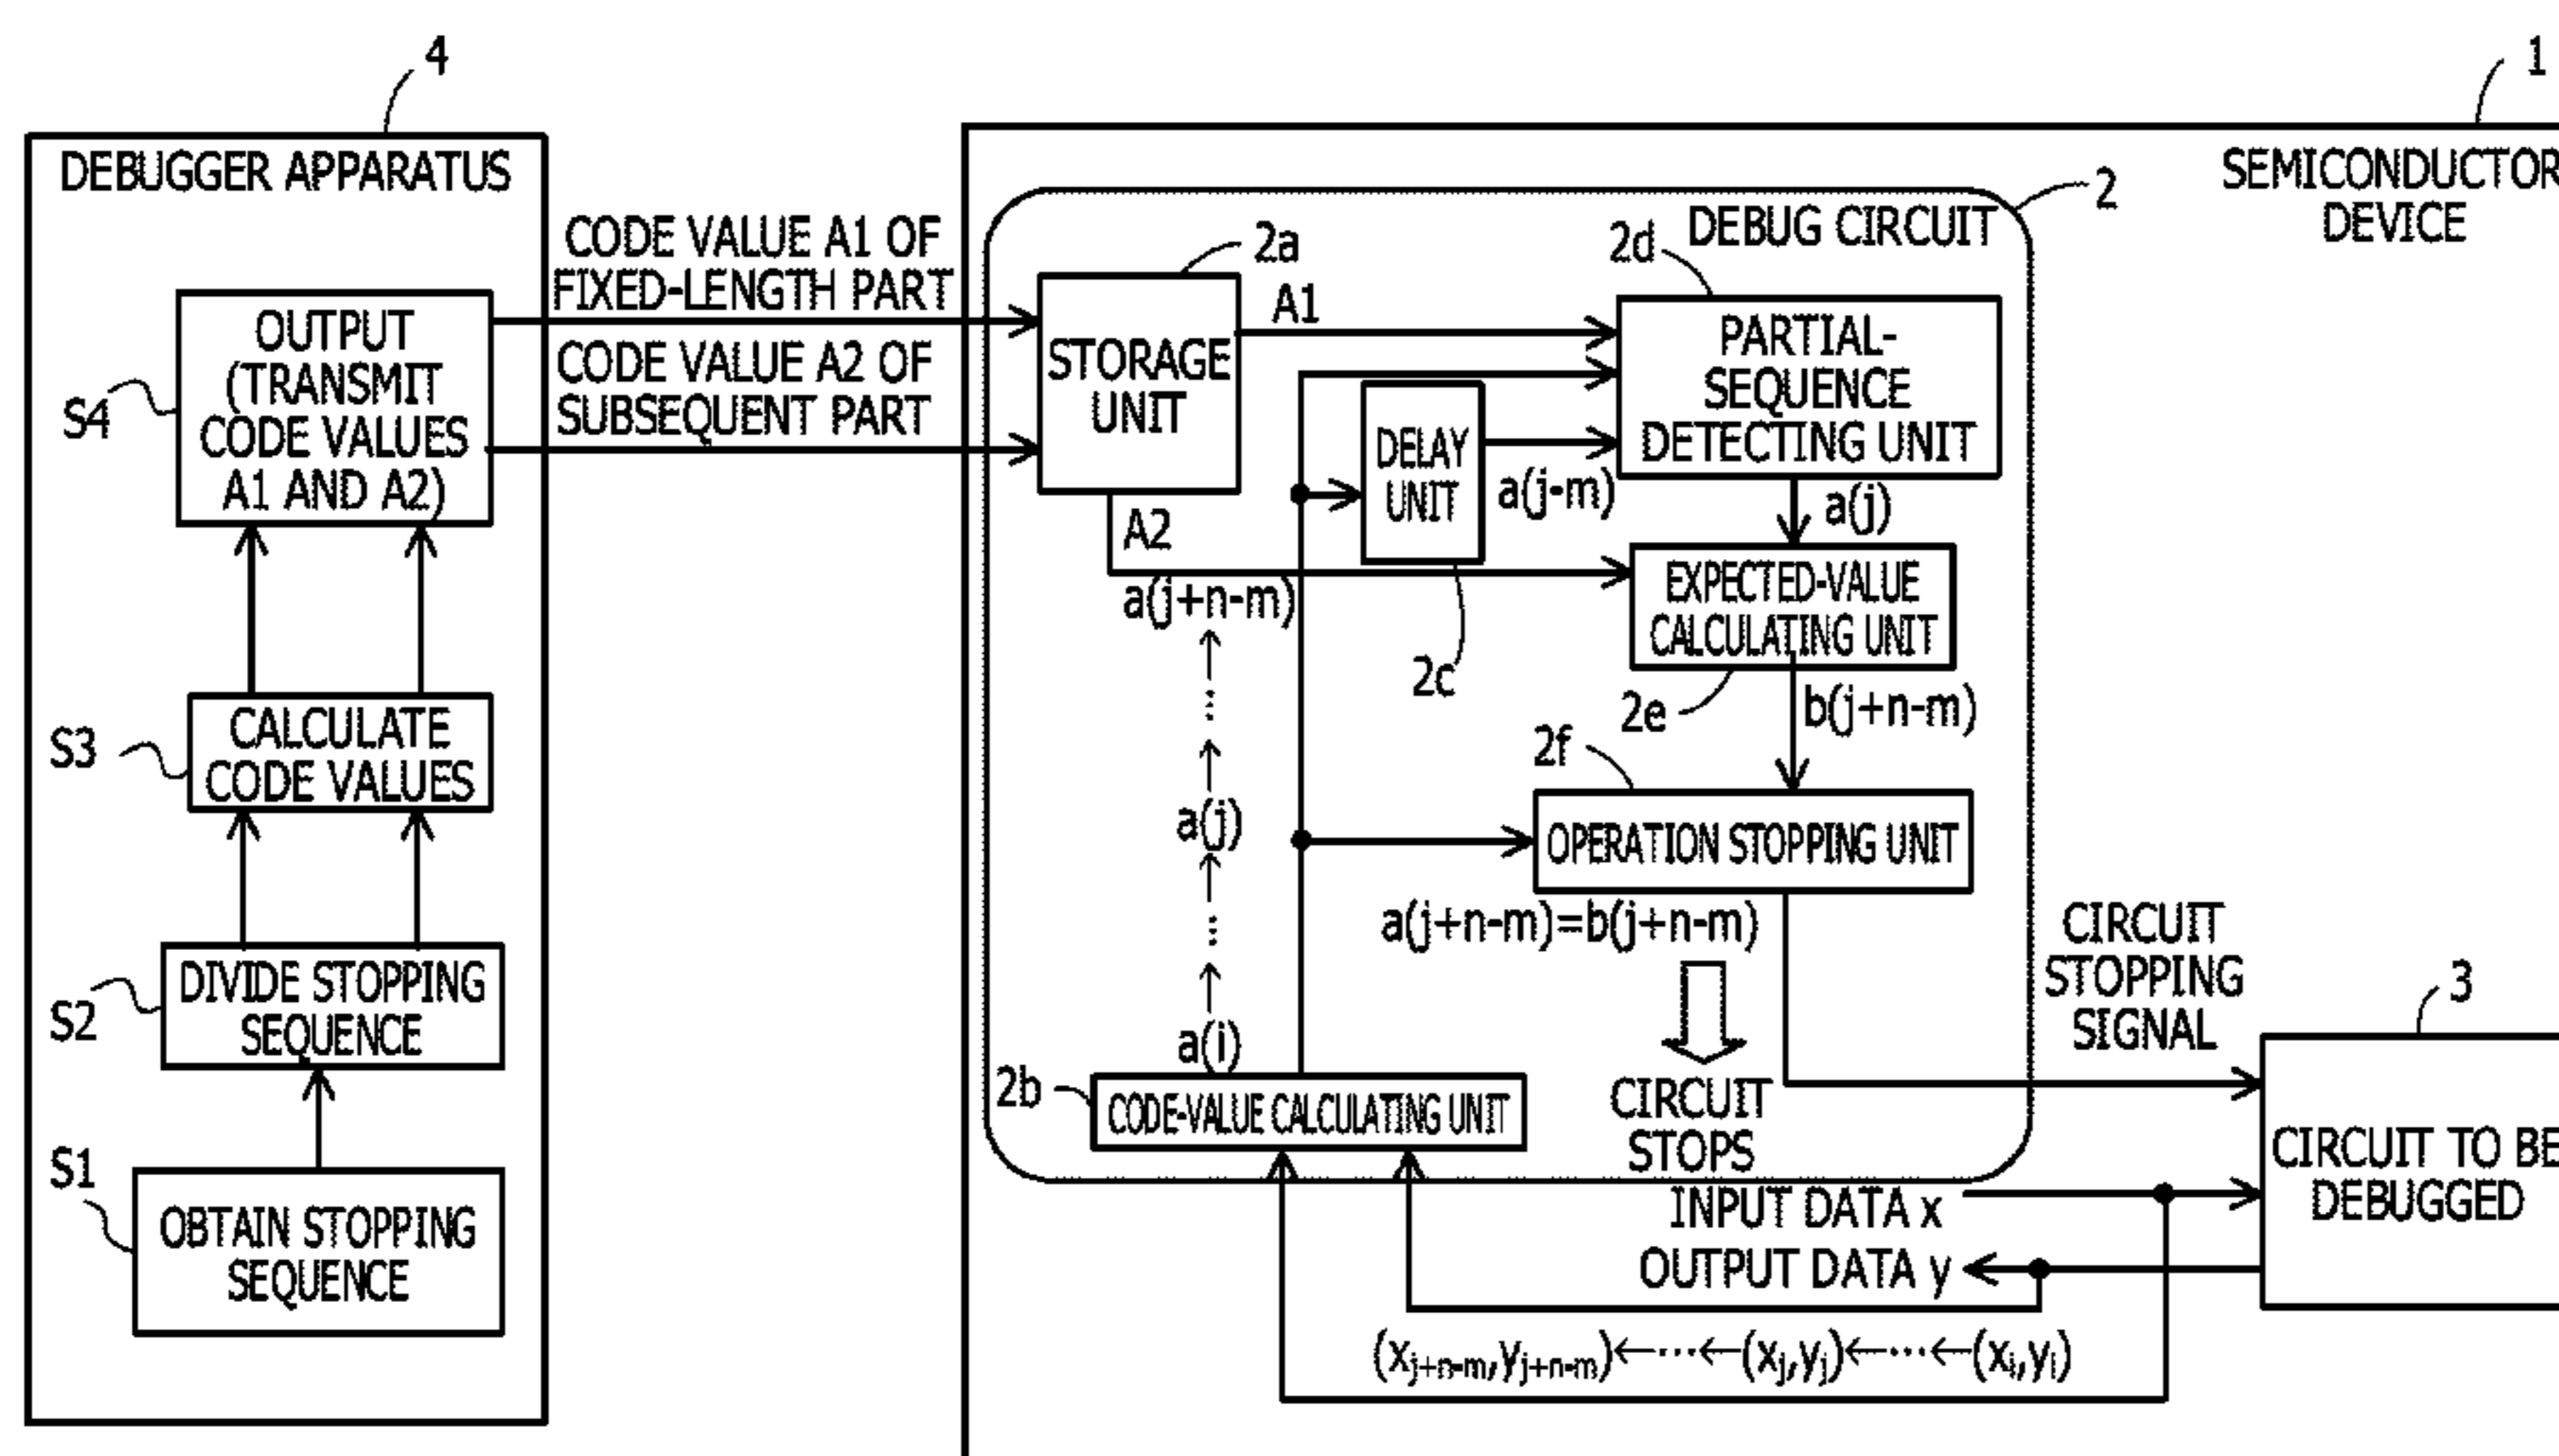 4
DEBUGGER APPARATUS
OUTPUT
(TRANSMIT
CODE VALUES
A1 AND A2)
S4
CALCULATE
CODE VALUES
S3
DIVIDE STOPPING
SEQUENCE
S2
S1
OBTAIN STOPPING
SEQUENCE
CODE VALUE A1 OF
FIXED-LENGTH PART
CODE VALUE A2 OF
SUBSEQUENT PART
1
SEMICONDUCTOR
DEVICE
2
DEBUG CIRCUIT
2a
STORAGE
UNIT
A1
A2
2d
PARTIAL-
SEQUENCE
DETECTING UNIT
DELAY
UNIT
a(j-m)
2c
a(j)
EXPECTED-VALUE
CALCULATING UNIT
2e
b(j+n-m)
a(j+n-m)
...
a(j)
...
a(i)
2f
OPERATION STOPPING UNIT
a(j+n-m)=b(j+n-m)
CIRCUIT
STOPS
2b
CODE-VALUE CALCULATING UNIT
CIRCUIT
STOPPING
SIGNAL
3
CIRCUIT TO BE
DEBUGGED
INPUT DATA x
OUTPUT DATA y
(xj+n-m,yj+n-m)←···←(xj,yj)←···←(xi,yi)